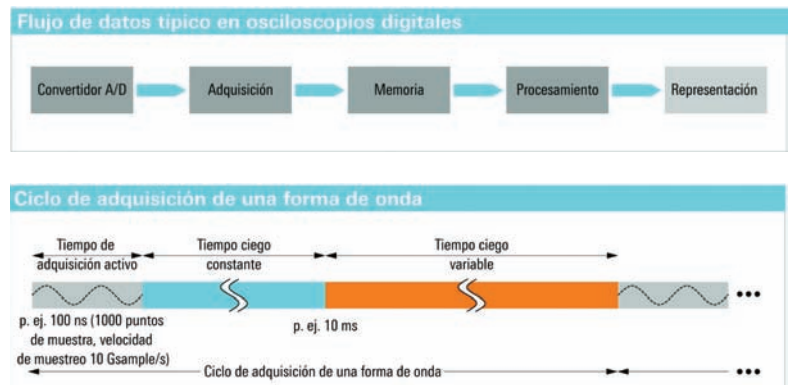 Flujo de datos típico en osciloscopios digitales
Convertidor A/D
Adquisición
Memoria
Procesamiento
Representación
Ciclo de adquisición de una forma de onda
Tiempo de
adquisición activo
Tiempo ciego
constante
Tiempo ciego
variable
p. ej. 100 ns (1000 puntos
de muestra, velocidad
de muestreo 10 Gsample/s)
p. ej. 10 ms
Ciclo de adquisición de una forma de onda